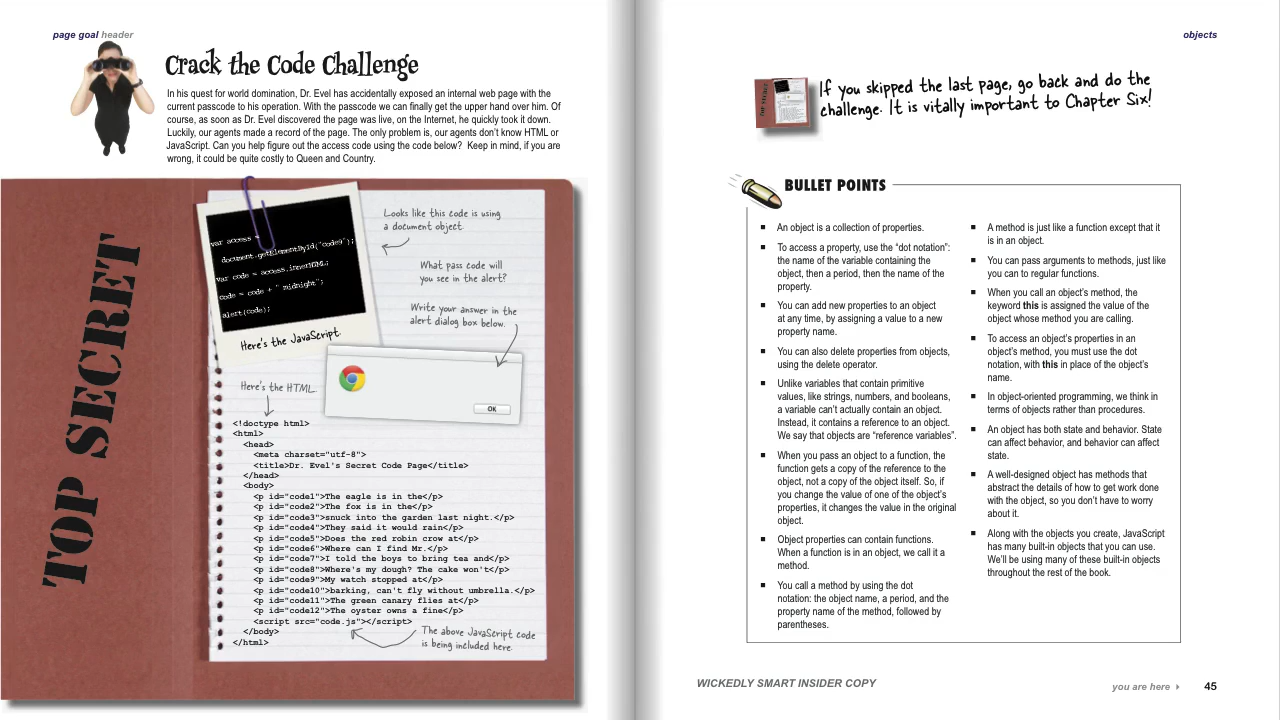 page goal header
Crack the Code Challenge
In his quest for world domination, Dr. Evel has accidentally exposed an internal web page with the
current passcode to his operation. With the passcode we can finally get the upper hand over him. Of
course, as soon as Dr. Evel discovered the page was live, on the Internet, he quickly took it down.
Luckily, our agents made a record of the page. The only problem is, our agents don't know HTML or
JavaScript. Can you help figure out the access code using the code below?  Keep in mind, if you are
wrong, it could be quite costly to Queen and Country.
TOP SECRET
var access =
document.getElementById("code9");
var code = access.innerHTML;
code = code + " midnight";
alert(code);
Here's the JavaScript
Looks like this code is using
a document object.
What pass code will
you see in the alert?
Write your answer in the
alert dialog box below.
OK
Here's the HTML.
<!doctype html>
<html>
<head>
<meta charset="utf-8">
<title>Dr. Evel's Secret Code Page</title>
</head>
<body>
<p id="code1">The eagle is in the</p>
<p id="code2">The fox is in the</p>
<p id="code3">snuck into the garden last night.</p>
<p id="code4">They said it would rain</p>
<p id="code5">Does the red robin crow at</p>
<p id="code6">Where can I find Mr.</p>
<p id="code7">I told the boys to bring tea and</p>
<p id="code8">Where's my dough? The cake won't</p>
<p id="code9">My watch stopped at</p>
<p id="code10">barking, can't fly without umbrella.</p>
<p id="code11">The green canary flies at</p>
<p id="code12">The oyster owns a fine</p>
<script src="code.js"></script>
</body>
</html>
The above JavaScript code
is being included here.
objects
TOP SECRET
If you skipped the last page, go back and do the
challenge. It is vitally important to Chapter Six!
BULLET POINTS
▪ An object is a collection of properties.
▪ To access a property, use the “dot notation”:
the name of the variable containing the
object, then a period, then the name of the
property.
▪ You can add new properties to an object
at any time, by assigning a value to a new
property name.
▪ You can also delete properties from objects,
using the delete operator.
▪ Unlike variables that contain primitive
values, like strings, numbers, and booleans,
a variable can’t actually contain an object.
Instead, it contains a reference to an object.
We say that objects are “reference variables”.
▪ When you pass an object to a function, the
function gets a copy of the reference to the
object, not a copy of the object itself. So, if
you change the value of one of the object’s
properties, it changes the value in the original
object.
▪ Object properties can contain functions.
When a function is in an object, we call it a
method.
▪ You call a method by using the dot
notation: the object name, a period, and the
property name of the method, followed by
parentheses.
▪ A method is just like a function except that it
is in an object.
▪ You can pass arguments to methods, just like
you can to regular functions.
▪ When you call an object’s method, the
keyword this is assigned the value of the
object whose method you are calling.
▪ To access an object’s properties in an
object’s method, you must use the dot
notation, with this in place of the object’s
name.
▪ In object-oriented programming, we think in
terms of objects rather than procedures.
▪ An object has both state and behavior. State
can affect behavior, and behavior can affect
state.
▪ A well-designed object has methods that
abstract the details of how to get work done
with the object, so you don’t have to worry
about it.
▪ Along with the objects you create, JavaScript
has many built-in objects that you can use.
We’ll be using many of these built-in objects
throughout the rest of the book.
WICKEDLY SMART INSIDER COPY
you are here ▸ 45